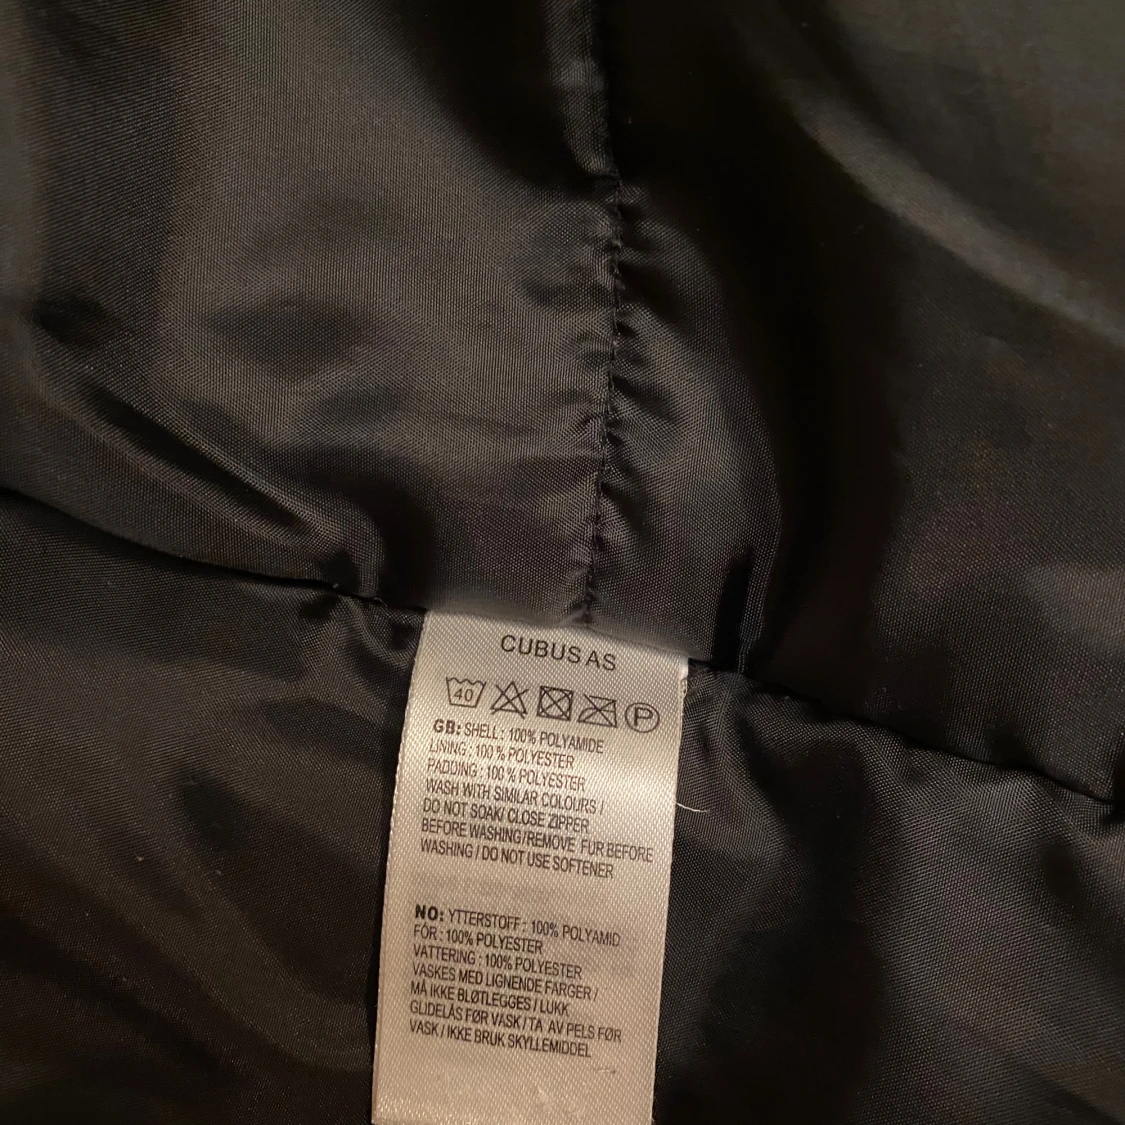 CUBUS AS
40 P
GB: SHELL : 100% POLYAMIDE
LINING : 100 % POLYESTER
PADDING : 100 % POLYESTER
WASH WITH SIMILAR COLOURS /
DO NOT SOAK/ CLOSE ZIPPER
BEFORE WASHING/REMOVE FUR BEFORE
WASHING / DO NOT USE SOFTENER
NO: YTTERSTOFF : 100% POLYAMID
FÔR : 100% POLYESTER
VATTERING : 100% POLYESTER
VASKES MED LIGNENDE FARGER /
MÅ IKKE BLØTLEGGES / LUKK
GLIDELÅS FØR VASK / TA AV PELS FØR
VASK / IKKE BRUK SKYLLEMIDDEL